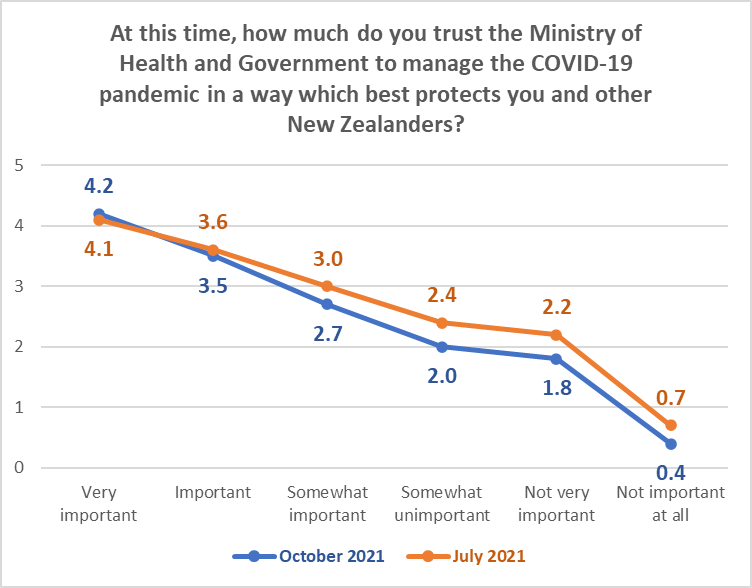 At this time, how much do you trust the Ministry of
Health and Government to manage the COVID-19
pandemic in a way which best protects you and other
New Zealanders?
5
4
3
2
1
0
4.2
4.1
3.6
3.5
3.0
2.7
2.4
2.0
2.2
1.8
0.7
0.4
Very
important
Important
Somewhat
important
Somewhat
unimportant
Not very
important
Not important
at all
October 2021
July 2021